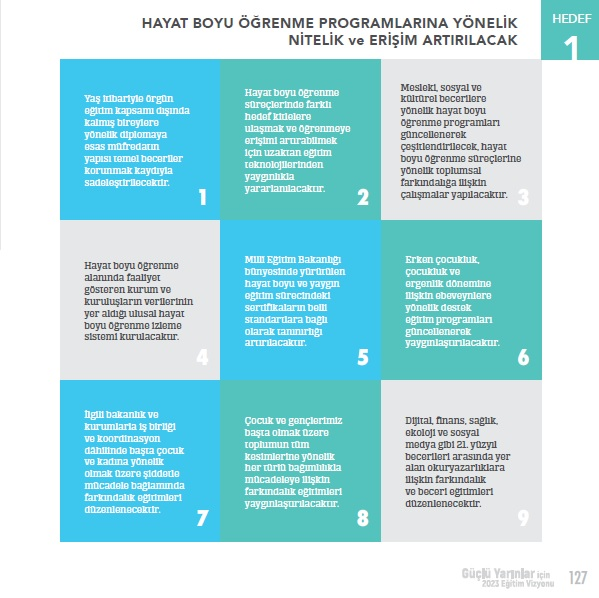 HAYAT BOYU ÖĞRENME PROGRAMLARINA YÖNELİK
NİTELİK ve ERİŞİM ARTIRILACAK
HEDEF
1
Yaş itibariyle örgün
eğitim kapsamı dışında
kalmış bireylere
yönelik diplomaya
esas müfredatın
yapısı temel beceriler
korunmak kaydıyla
sadeleştirilecektir.
1
Hayat boyu öğrenme
süreçlerinde farklı
hedef kitlelere
ulaşmak ve öğrenmeye
erişimi artırabilmek
için uzaktan eğitim
teknolojilerinden
yaygınlıkla
yararlanılacaktır.
2
Mesleki, sosyal ve
kültürel becerilere
yönelik hayat boyu
öğrenme programları
güncellenerek
çeşitlendirilecek, hayat
boyu öğrenme süreçlerine
yönelik toplumsal
farkındalığa ilişkin
çalışmalar yapılacaktır.
3
Hayat boyu öğrenme
alanında faaliyet
gösteren kurum ve
kuruluşların verilerinin
yer aldığı ulusal hayat
boyu öğrenme izleme
sistemi kurulacaktır.
4
Millî Eğitim Bakanlığı
bünyesinde yürütülen
hayat boyu ve yaygın
eğitim sürecindeki
sertifikaların belli
standardara bağlı
olarak tanınırlığı
artırılacaktır.
5
Erken çocukluk,
çocukluk ve
ergenlik dönemine
ilişkin ebeveynlere
yönelik destek
eğitim programları
güncellenerek
yaygınlaştırılacaktır.
6
İlgili bakanlık ve
kurumlarla iş birliği
ve koordinasyon
dâhilinde başta çocuk
ve kadına yönelik
olmak üzere şiddetle
mücadele bağlamında
farkındalık eğitimleri
düzenlenecektir.
7
Çocuk ve gençlerimiz
başta olmak üzere
toplumun tüm
kesimlerine yönelik
her türlü bağımlılıkla
mücadeleye ilişkin
farkındalık eğitimleri
yaygınlaştırılacaktır.
8
Dijital, finans, sağlık,
ekoloji ve sosyal
medya gibi 21. yüzyıl
becerileri arasında yer
alan okuryazarlıklara
ilişkin farkındalık
ve beceri eğitimleri
düzenlenecektir.
9
Güçlü Yarınlar için
2023 Eğitim Vizyonu
127